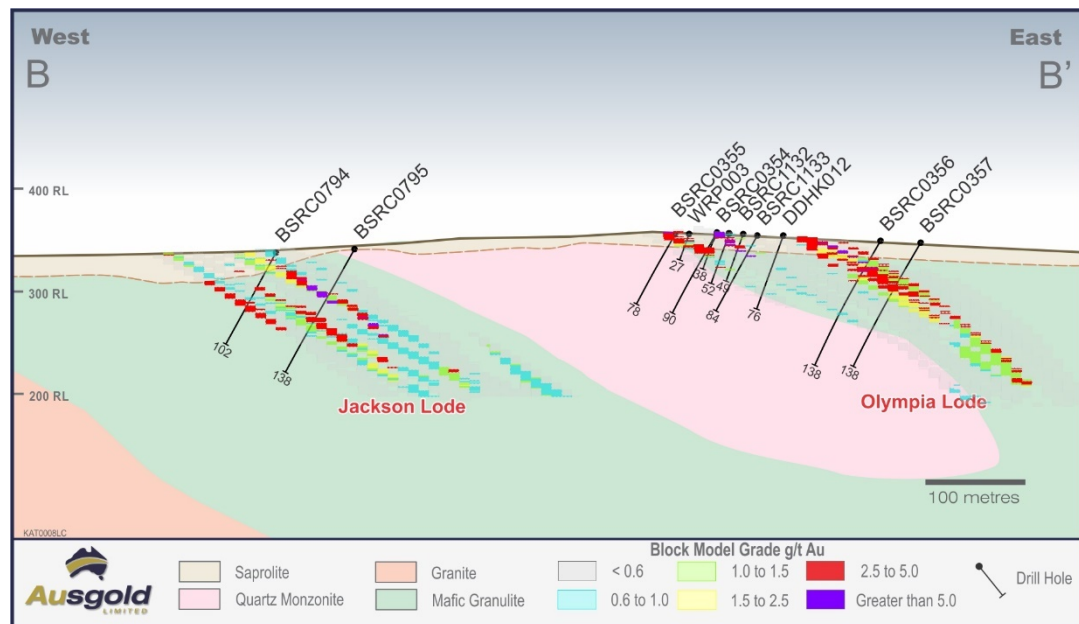 West
East
B
B'
400 RL
300 RL
200 RL
BSRC0794
BSRC0795
BSRC0355
WRP003
BSRC0354
BSRC1132
BSRC1133
DDHK012
BSRC0356
BSRC0357
102
138
78
27
90
38
52
49
84
76
138
138
Jackson Lode
Olympia Lode
100 metres
KAT0008LC
Ausgold
LIMITED
Saprolite
Quartz Monzonite
Granite
Mafic Granulite
Block Model Grade g/t Au
< 0.6
0.6 to 1.0
1.0 to 1.5
1.5 to 2.5
2.5 to 5.0
Greater than 5.0
Drill Hole